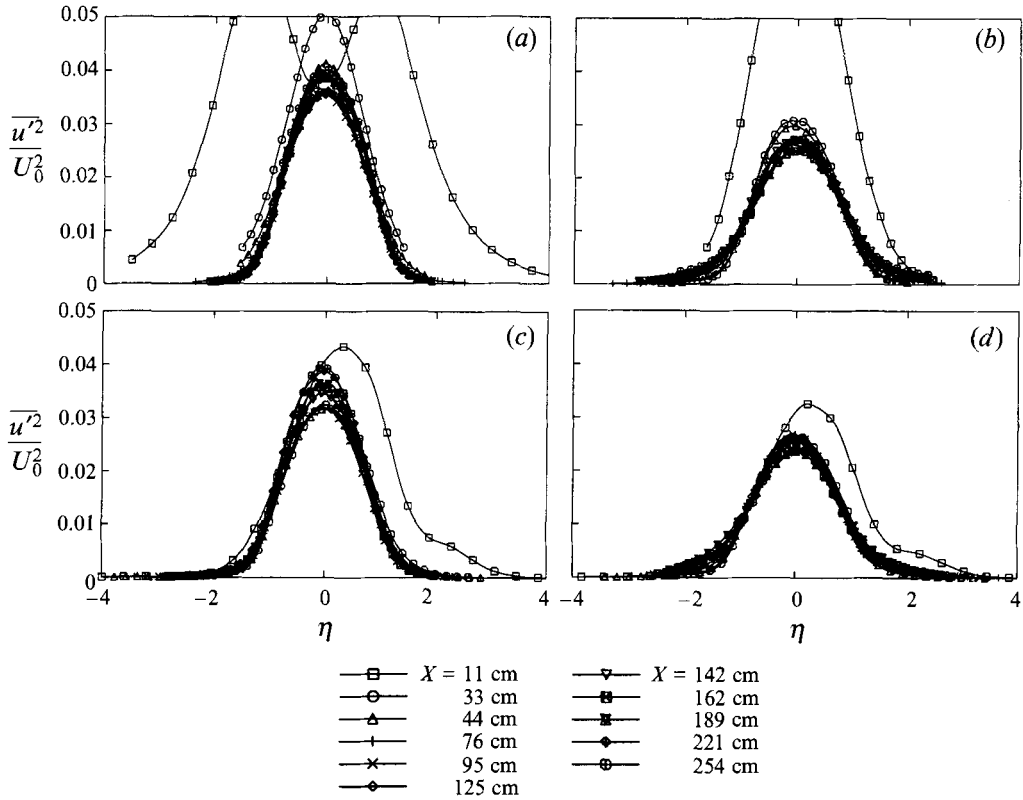 0.05
0.04
0.03
0.02
0.01
0
(a)
(b)
u'²
U₀²
0.05
0.04
0.03
0.02
0.01
0
(c)
(d)
u'²
U₀²
−4 −2 0 2 4
−4 −2 0 2 4
η
η
X = 11 cm
33 cm
44 cm
76 cm
95 cm
125 cm
X = 142 cm
162 cm
189 cm
221 cm
254 cm